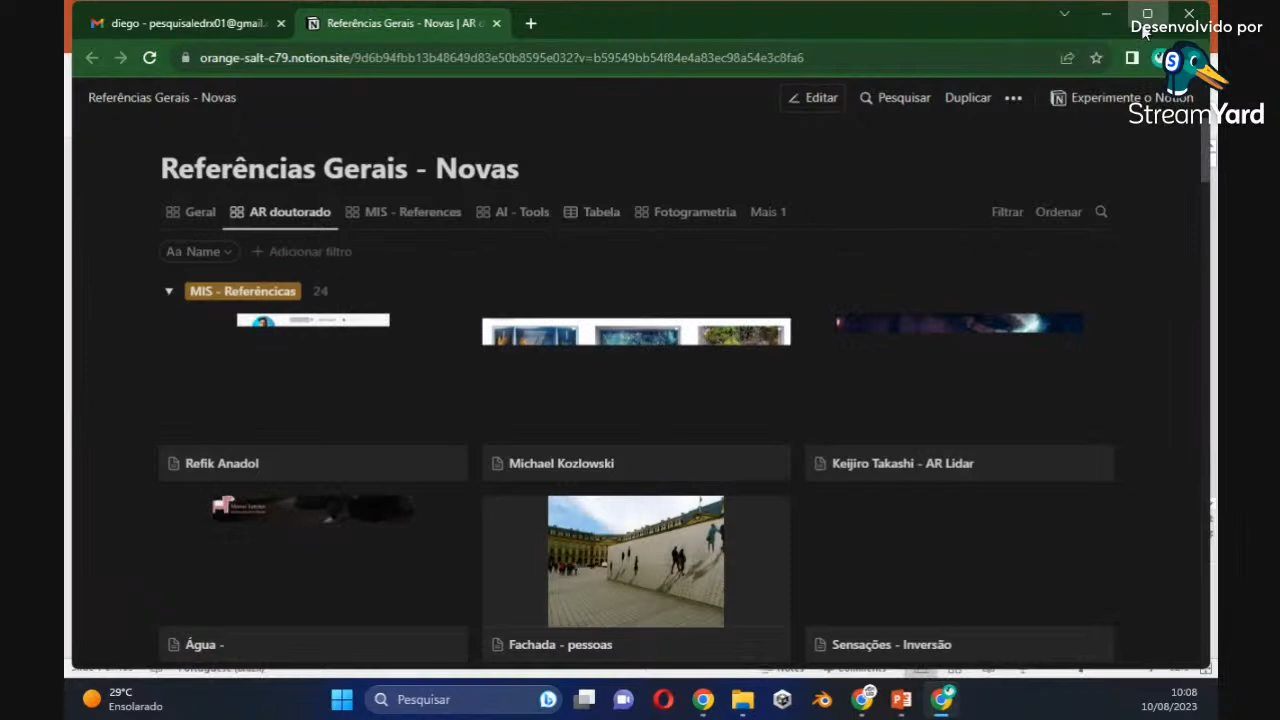 diego - pesquisaledrx01@gmail.
Referências Gerais - Novas | AR d
Desenvolvido por
StreamYard
orange-salt-c79.notion.site/9d6b94fbb13b48949d83e50b8595e032?v=b59549bb54f84e4a83ec98a54e3c8fa6
Referências Gerais - Novas
Editar
Pesquisar
Duplicar
Experimente o Notion
Referências Gerais - Novas
Geral
AR doutorado
MIS - References
AI - Tools
Tabela
Fotogrametria
Mais 1
Filtrar
Ordenar
Aa Name
+ Adicionar filtro
MIS - Referêncicas 24
Refik Anadol
Michael Kozlowski
Keijiro Takashi - AR Lidar
Água -
Fachada - pessoas
Sensações - Inversão
29°C
Ensolarado
Pesquisar
10:08
10/08/2023